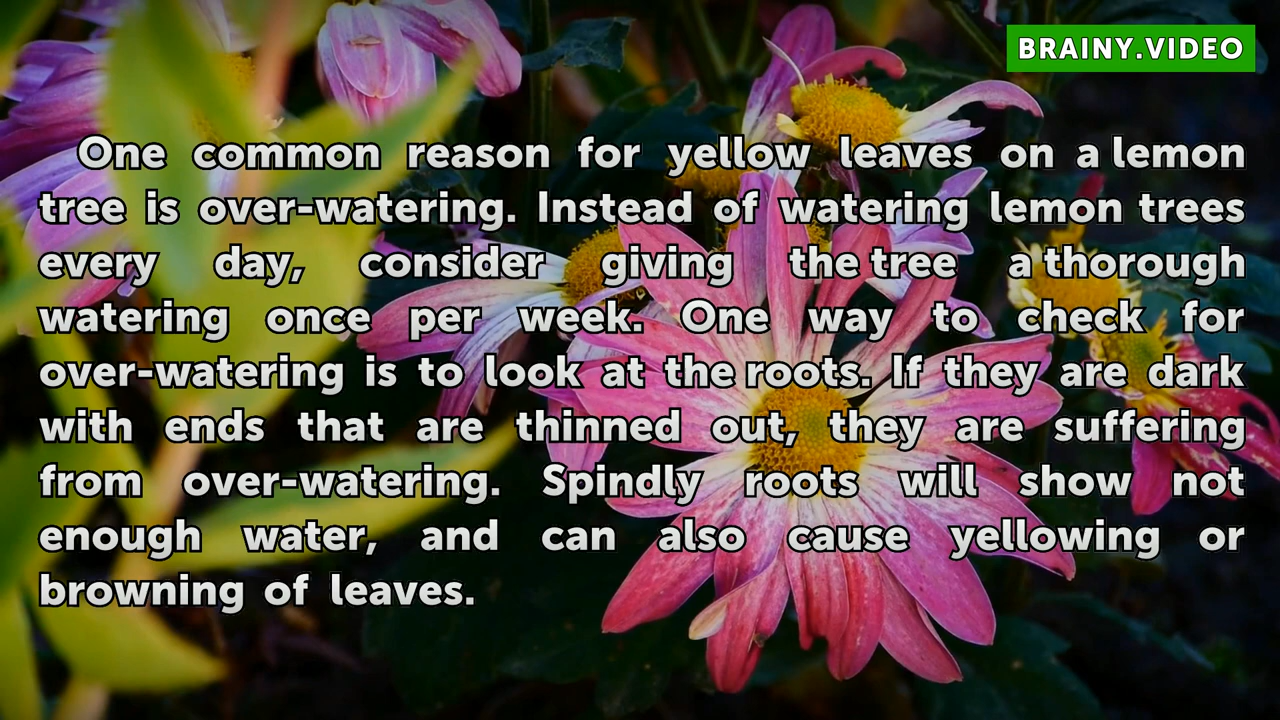 BRAINY.VIDEO
One common reason for yellow leaves on a lemon
tree is over-watering. Instead of watering lemon trees
every day, consider giving the tree a thorough
watering once per week. One way to check for
over-watering is to look at the roots. If they are dark
with ends that are thinned out, they are suffering
from over-watering. Spindly roots will show not
enough water, and can also cause yellowing or
browning of leaves.